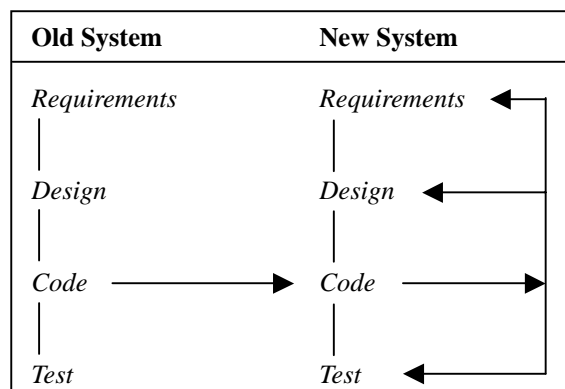 Old System New System
Requirements Requirements
Design Design
Code Code
Test Test